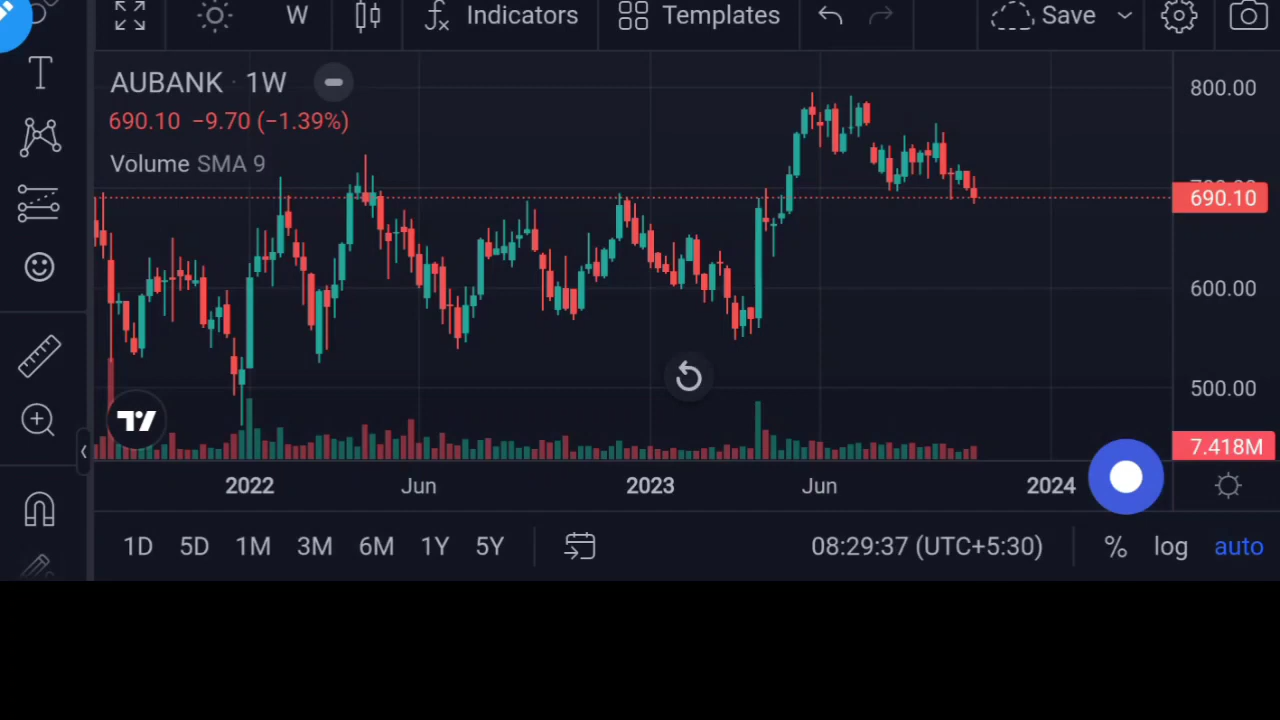 W Indicators Templates Save
AUBANK · 1W
690.10 −9.70 (−1.39%)
Volume SMA 9
800.00
690.10
600.00
500.00
7.418M
2022 Jun 2023 Jun 2024
1D 5D 1M 3M 6M 1Y 5Y 08:29:37 (UTC+5:30) % log auto